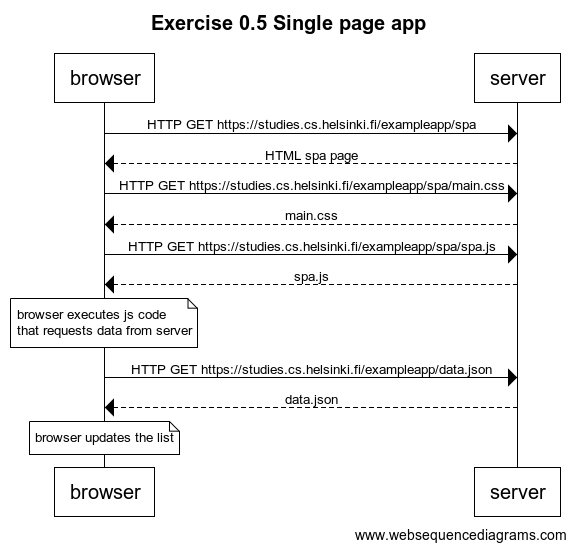 Exercise 0.5 Single page app
browser
server
HTTP GET https://studies.cs.helsinki.fi/exampleapp/spa
HTML spa page
HTTP GET https://studies.cs.helsinki.fi/exampleapp/spa/main.css
main.css
HTTP GET https://studies.cs.helsinki.fi/exampleapp/spa/spa.js
spa.js
browser executes js code
that requests data from server
HTTP GET https://studies.cs.helsinki.fi/exampleapp/data.json
data.json
browser updates the list
browser
server
www.websequencediagrams.com